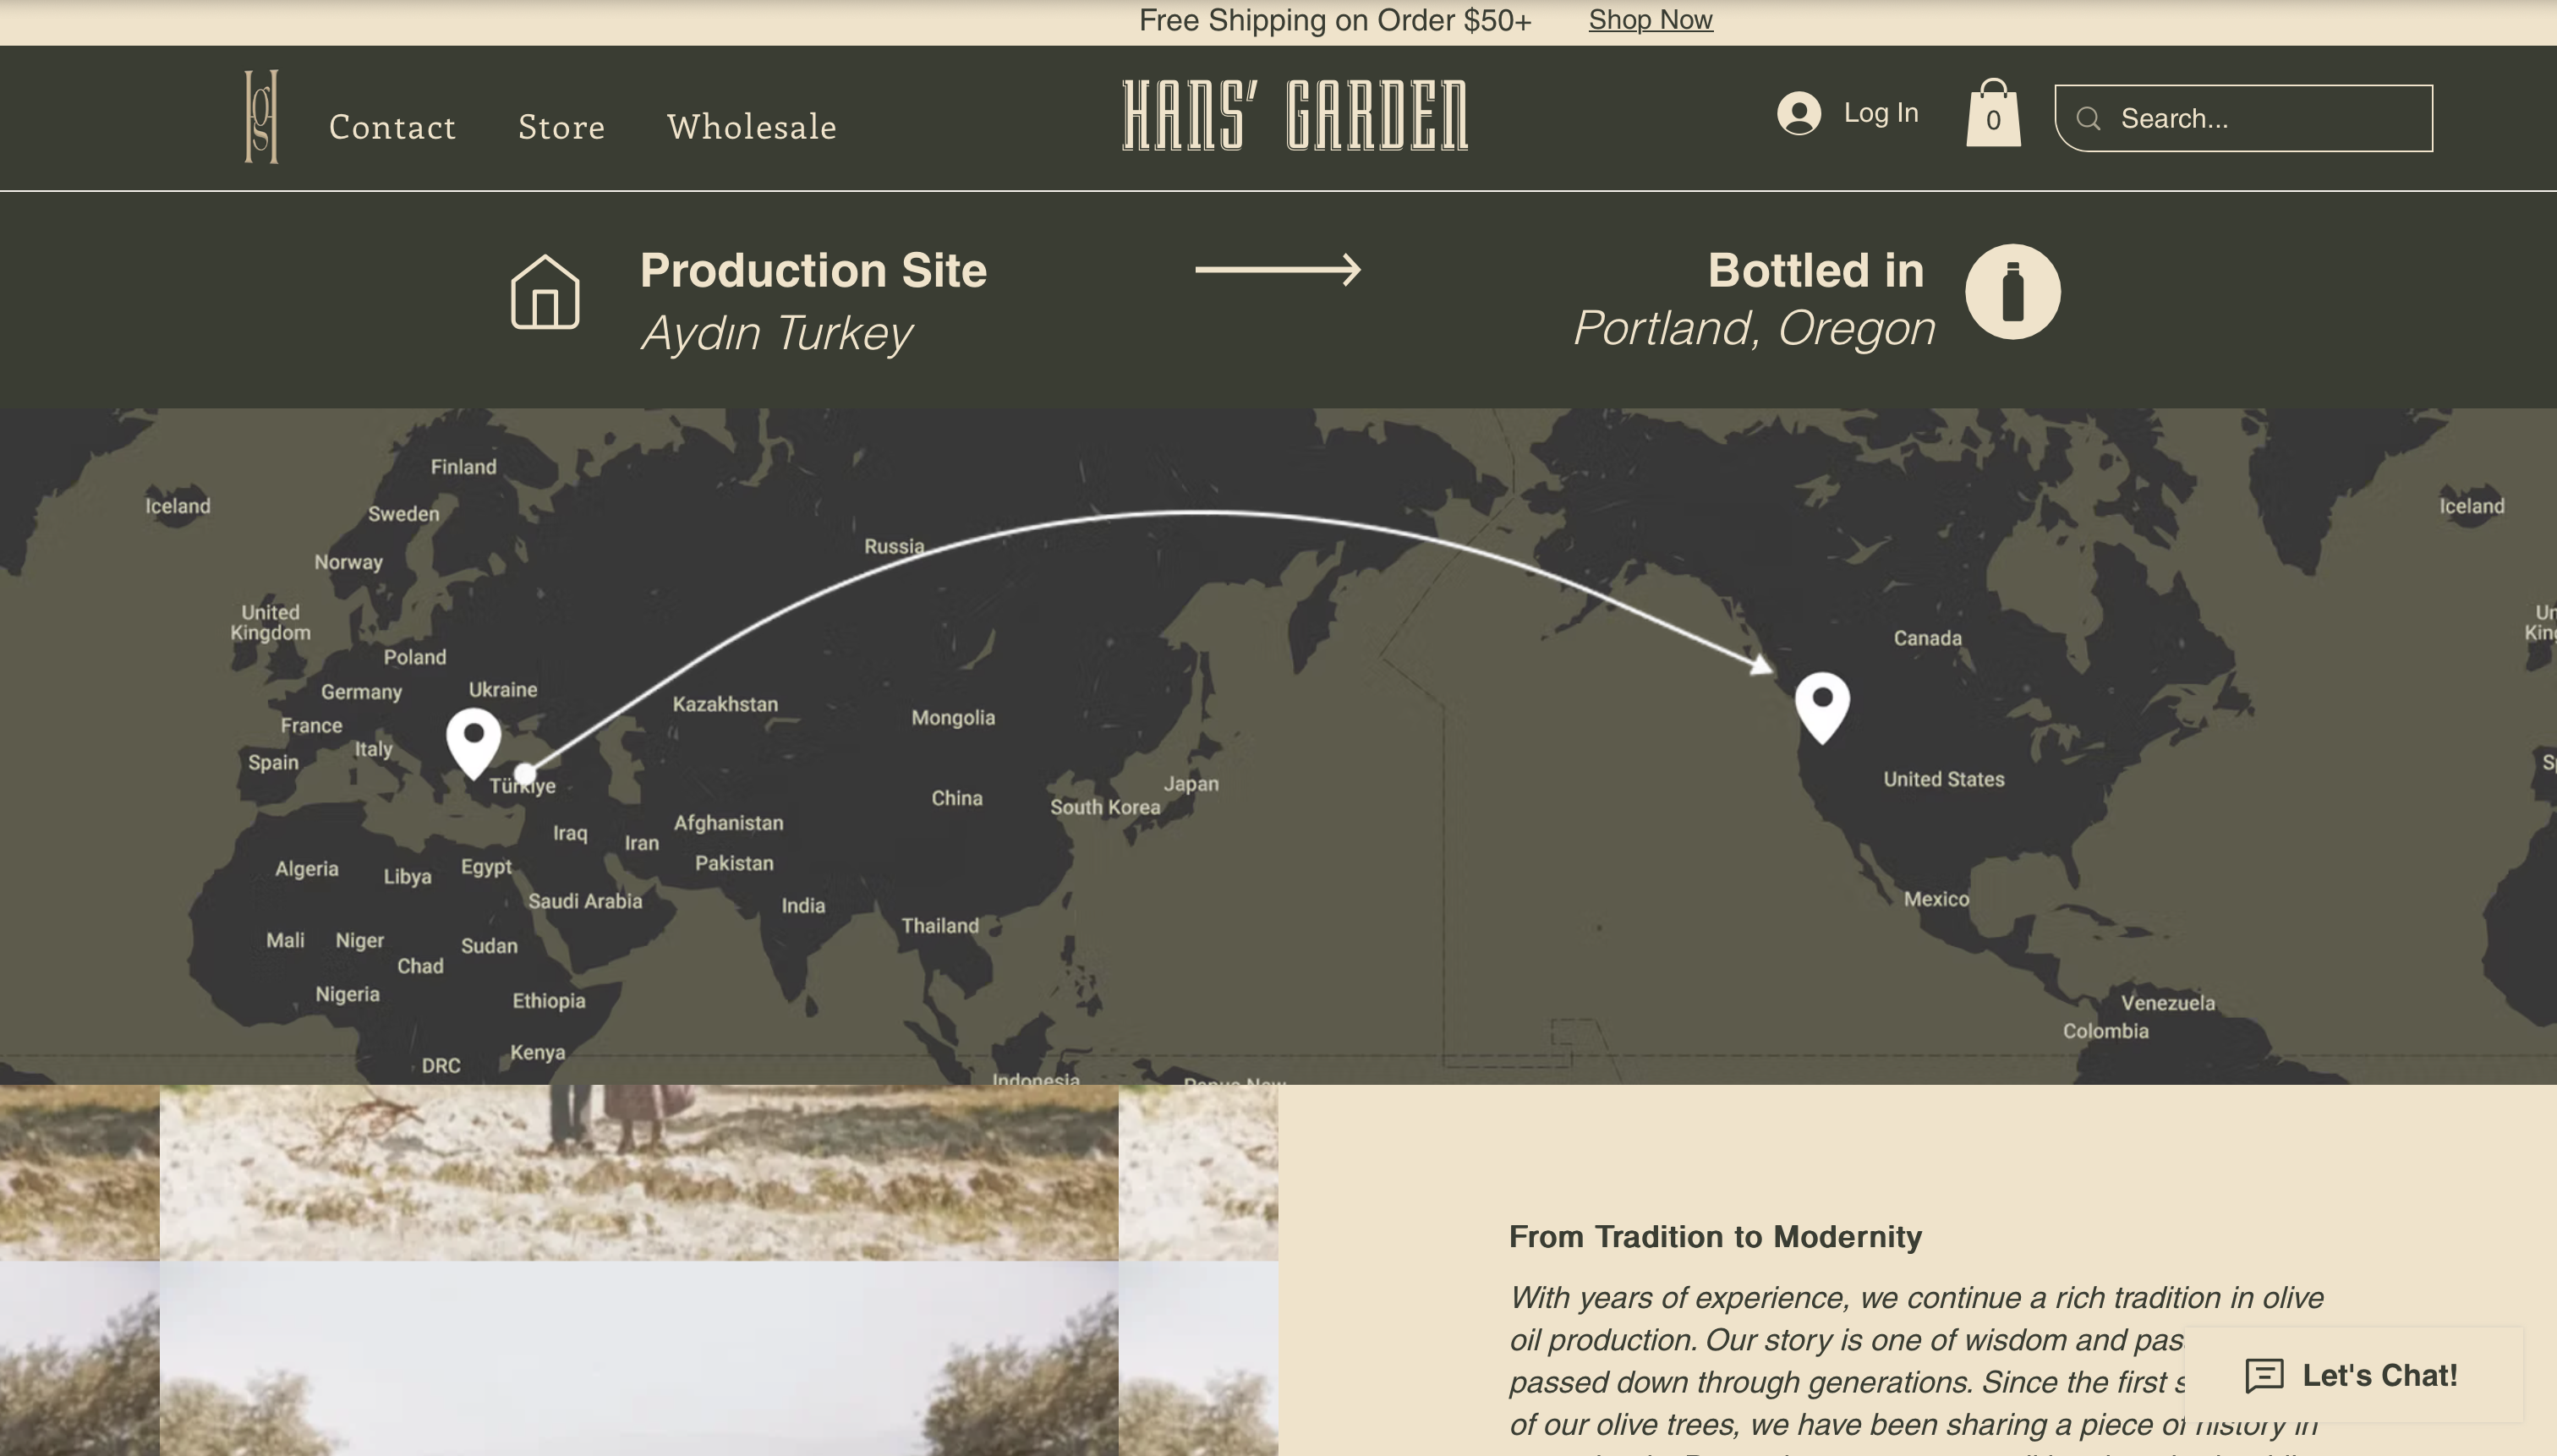 Free Shipping on Order $50+ Shop Now
Hgs Contact Store Wholesale HANS' GARDEN Log In 0 Search...
Production Site Bottled in
Aydın Turkey Portland, Oregon
Finland
Iceland Iceland
Sweden
Russia
Norway
United
Kingdom
Canada
Poland
Germany Ukraine
Kazakhstan
Mongolia
France
Italy
Spain
Türkiye
United States
Japan
China
South Korea
Afghanistan
Iraq
Iran
Pakistan
Algeria Egypt
Libya
Saudi Arabia
Mexico
India
Thailand
Mali Niger Sudan
Chad
Nigeria Ethiopia
Venezuela
Colombia
Kenya
DRC
Indonesia
From Tradition to Modernity
With years of experience, we continue a rich tradition in olive
oil production. Our story is one of wisdom and
passed down through generations. Since the first
of our olive trees, we have been sharing a piece of history in
Let's Chat!